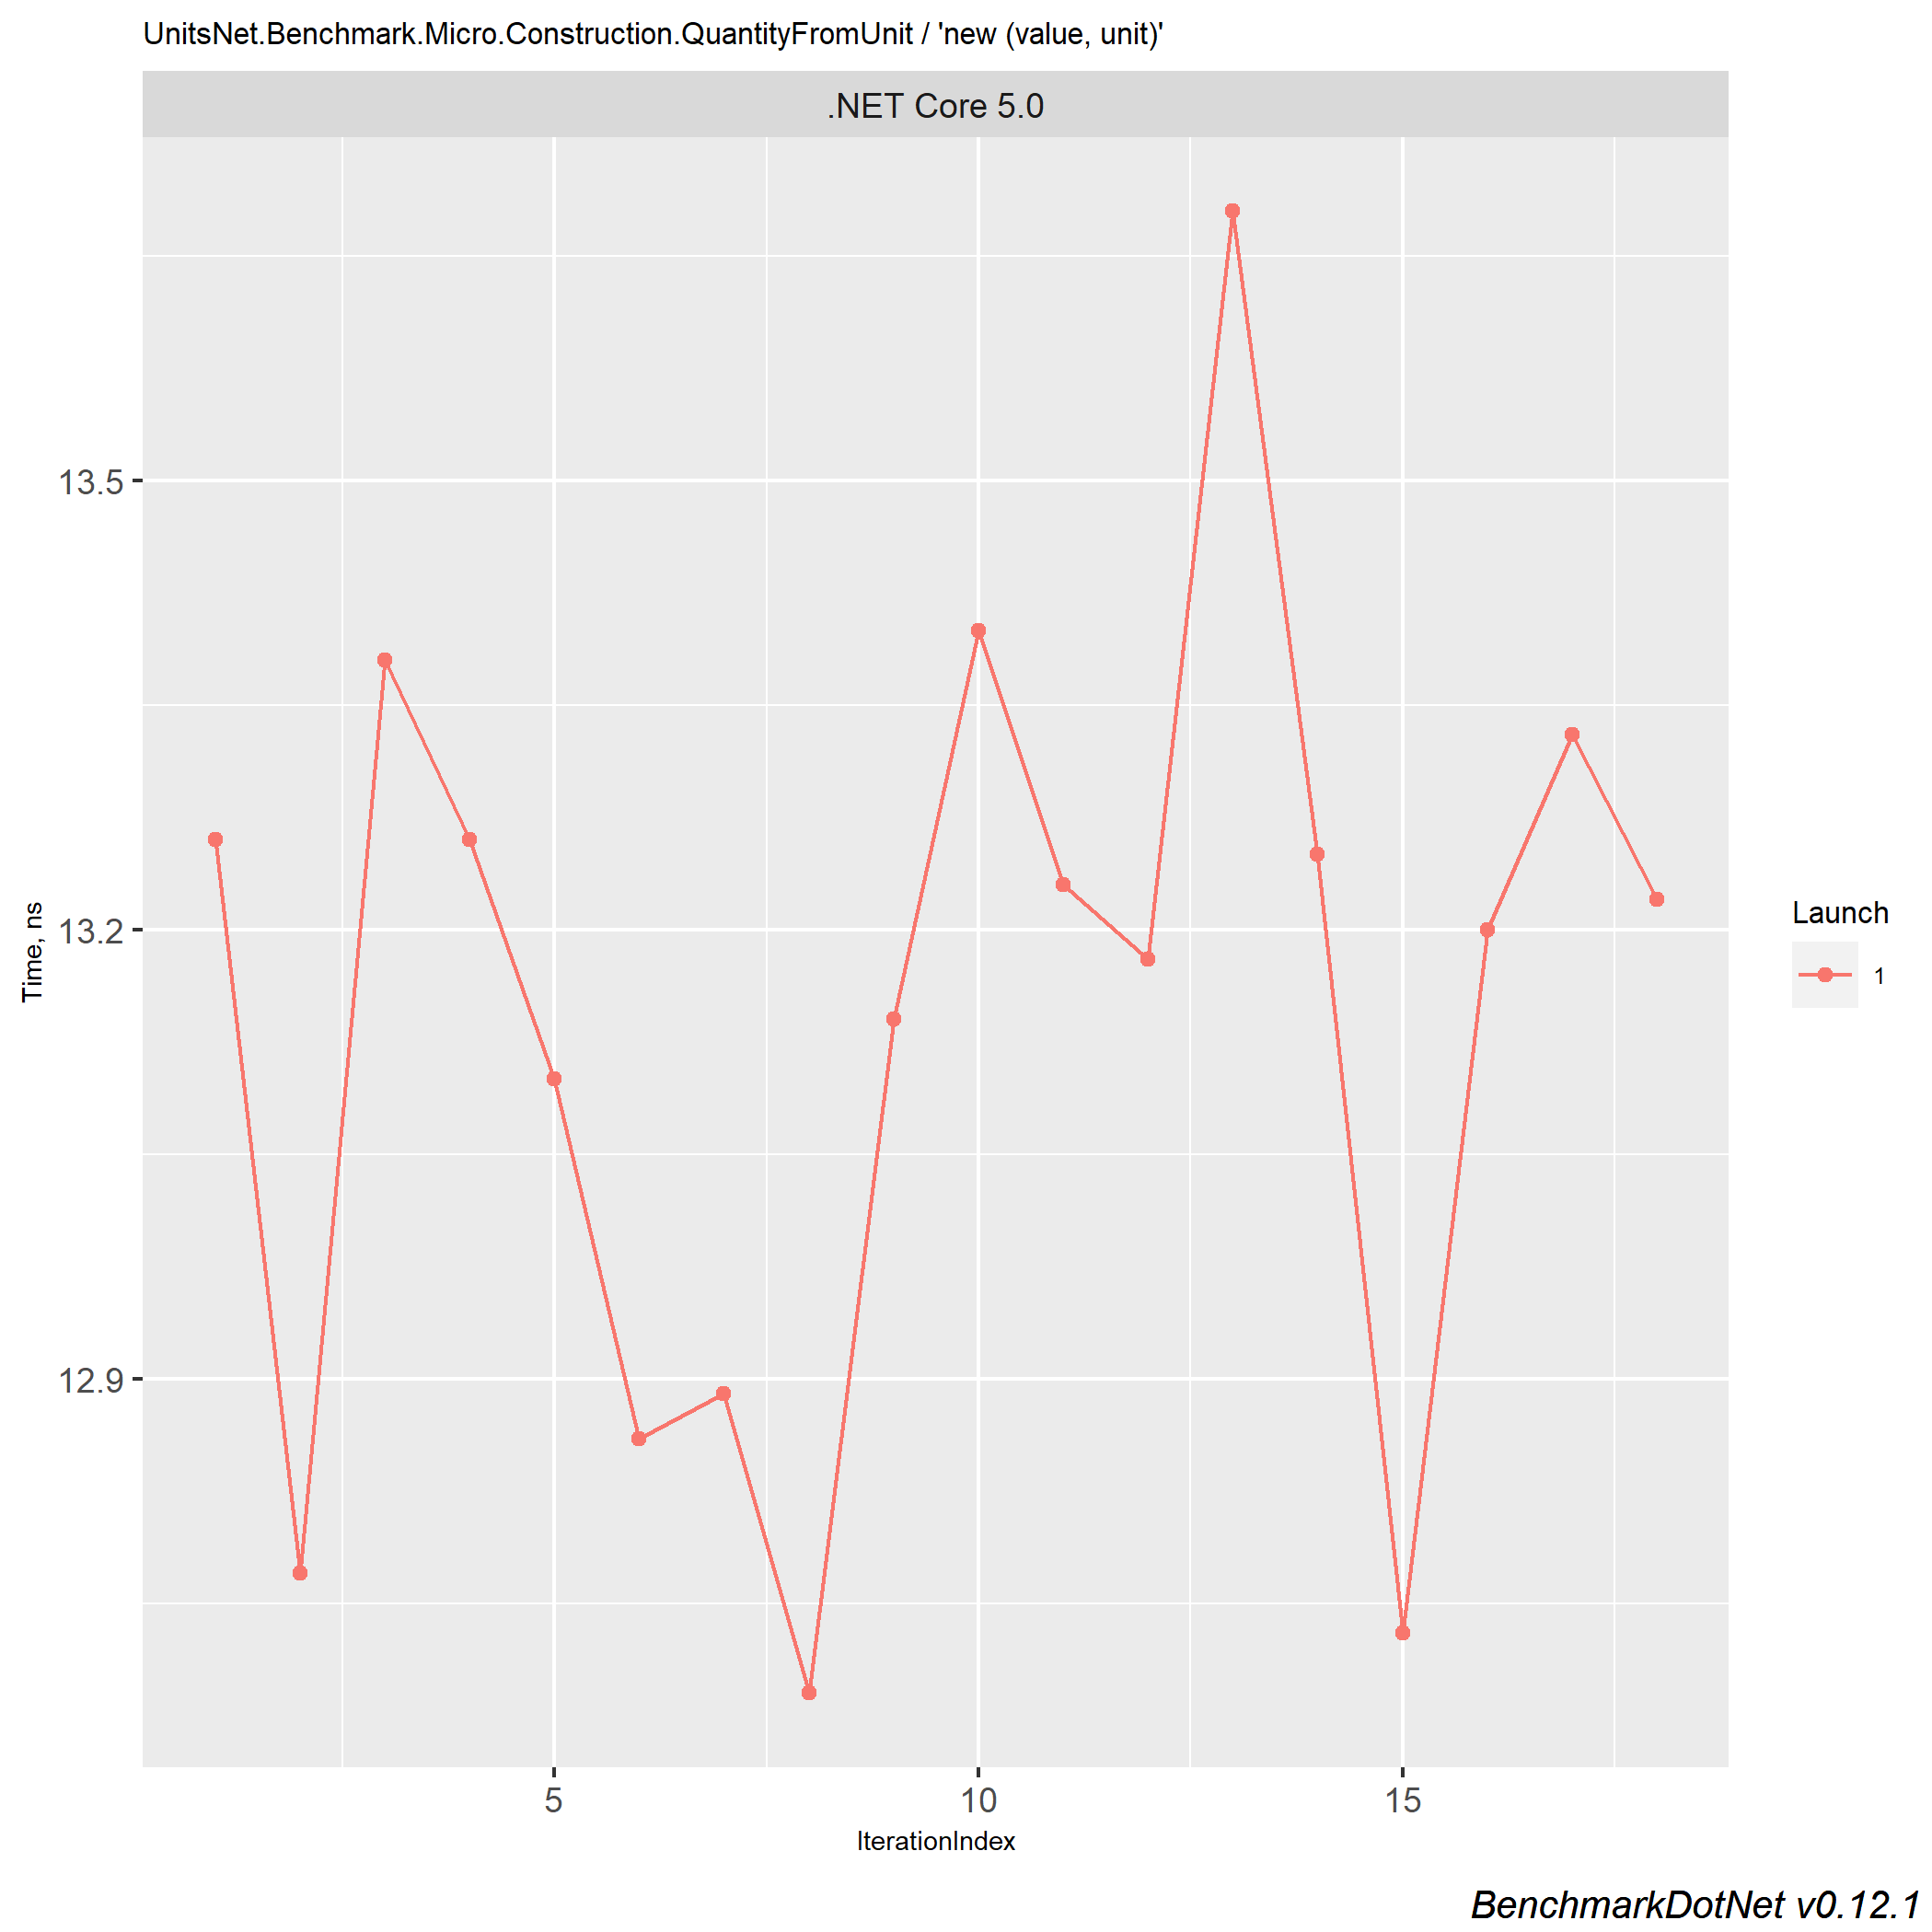 UnitsNet.Benchmark.Micro.Construction.QuantityFromUnit / 'new (value, unit)'
.NET Core 5.0
13.5
13.2
12.9
Time, ns
5 10 15
IterationIndex
Launch
1
BenchmarkDotNet v0.12.1